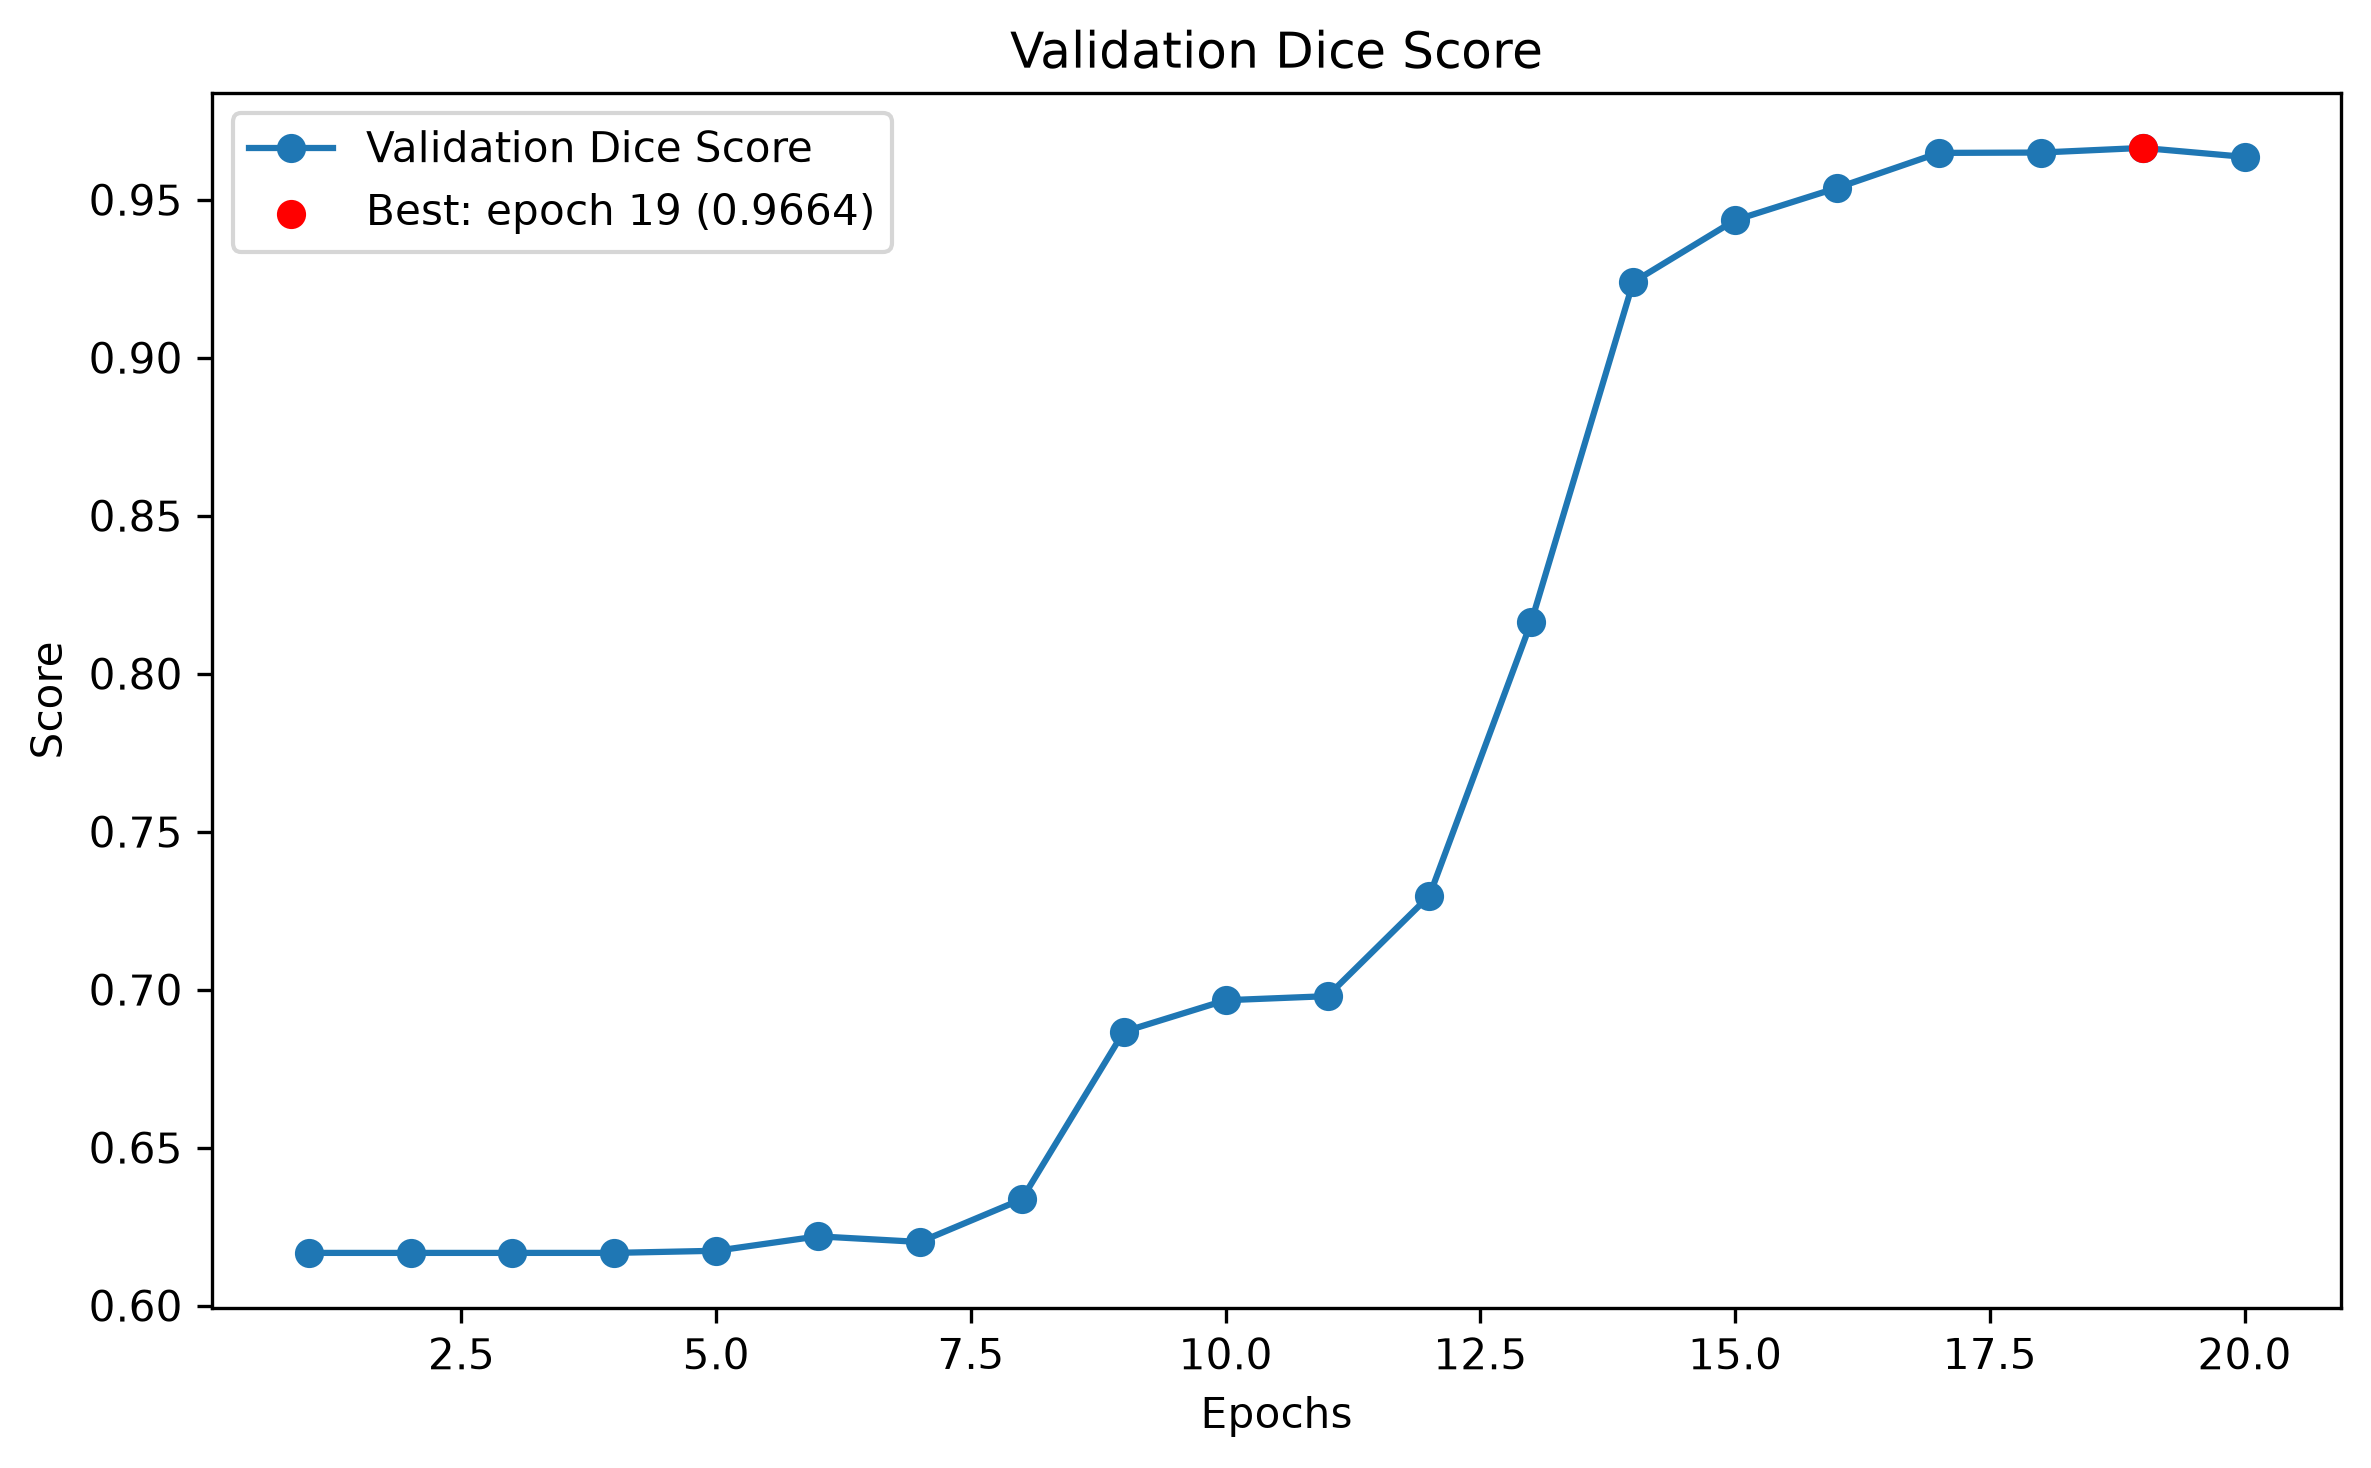 Validation Dice Score
Validation Dice Score
Best: epoch 19 (0.9664)
Score
0.95
0.90
0.85
0.80
0.75
0.70
0.65
0.60
2.5 5.0 7.5 10.0 12.5 15.0 17.5 20.0
Epochs